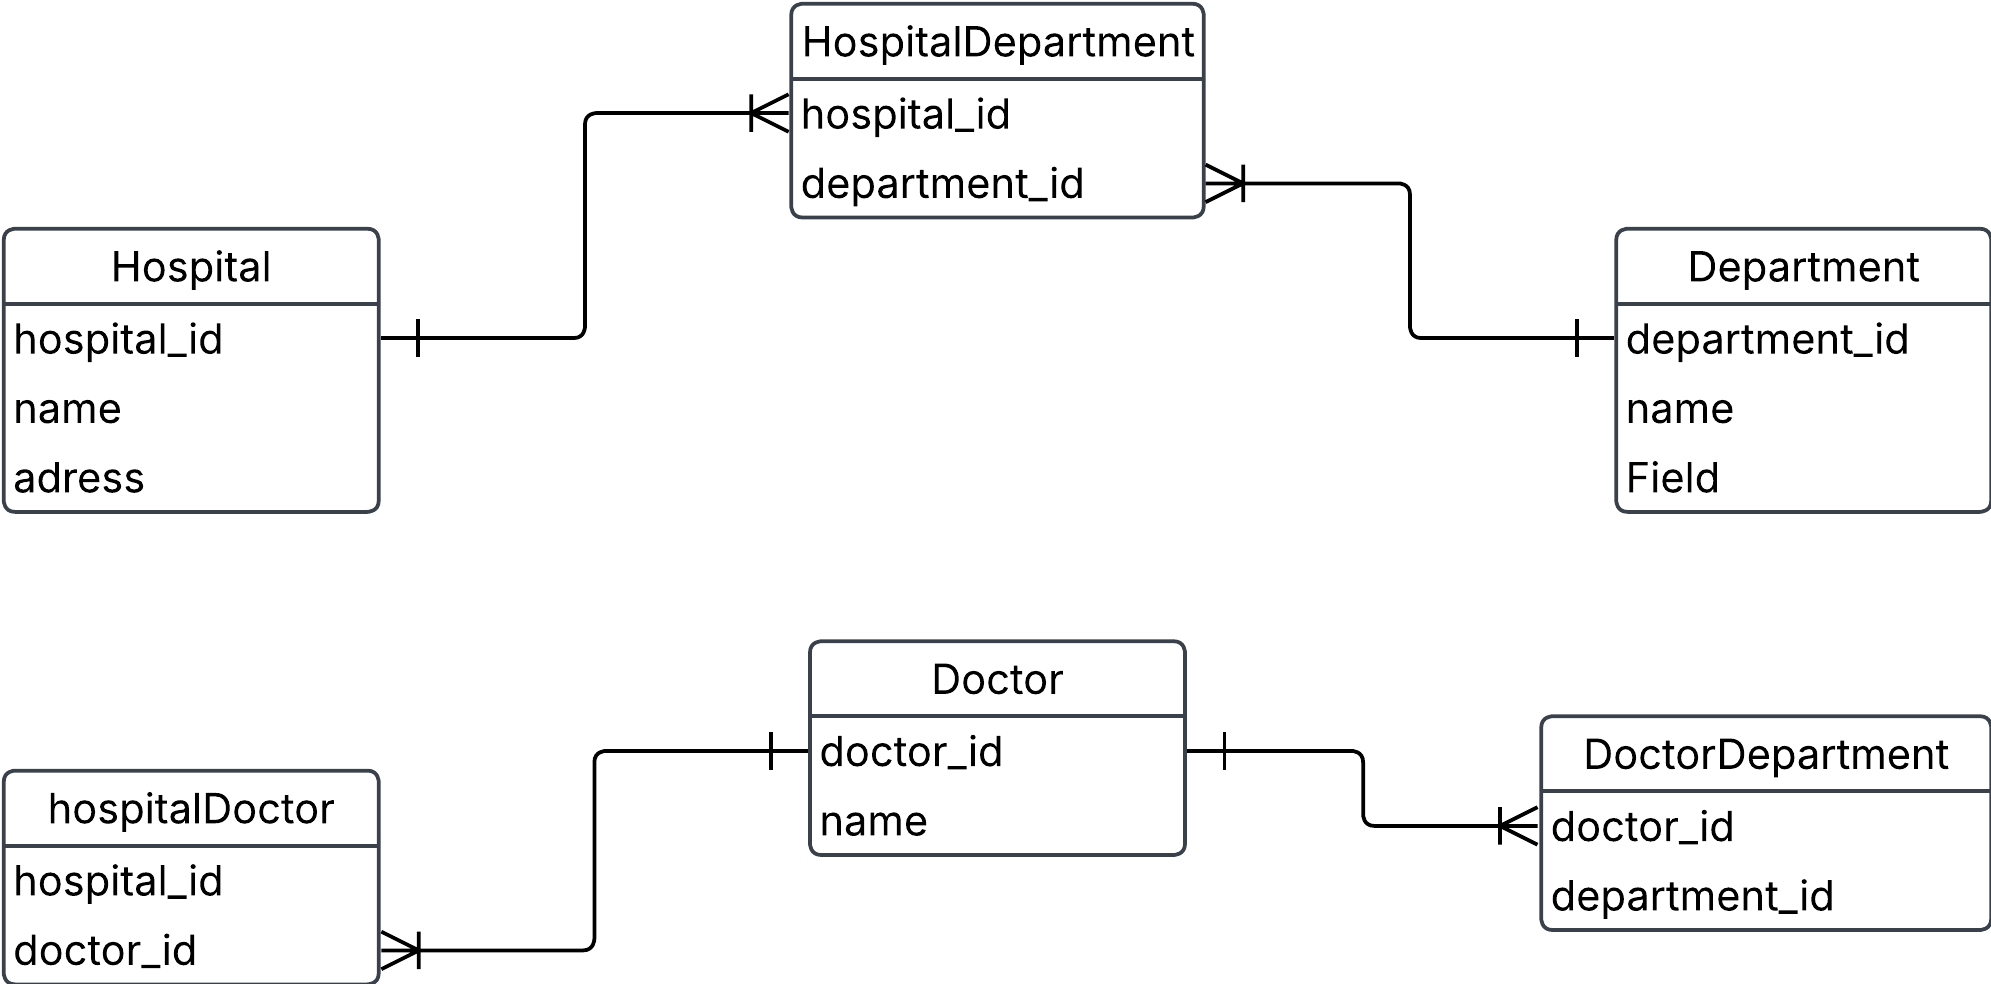 HospitalDepartment
hospital_id
department_id
Hospital
hospital_id
name
adress
Department
department_id
name
Field
Doctor
doctor_id
name
hospitalDoctor
hospital_id
doctor_id
DoctorDepartment
doctor_id
department_id